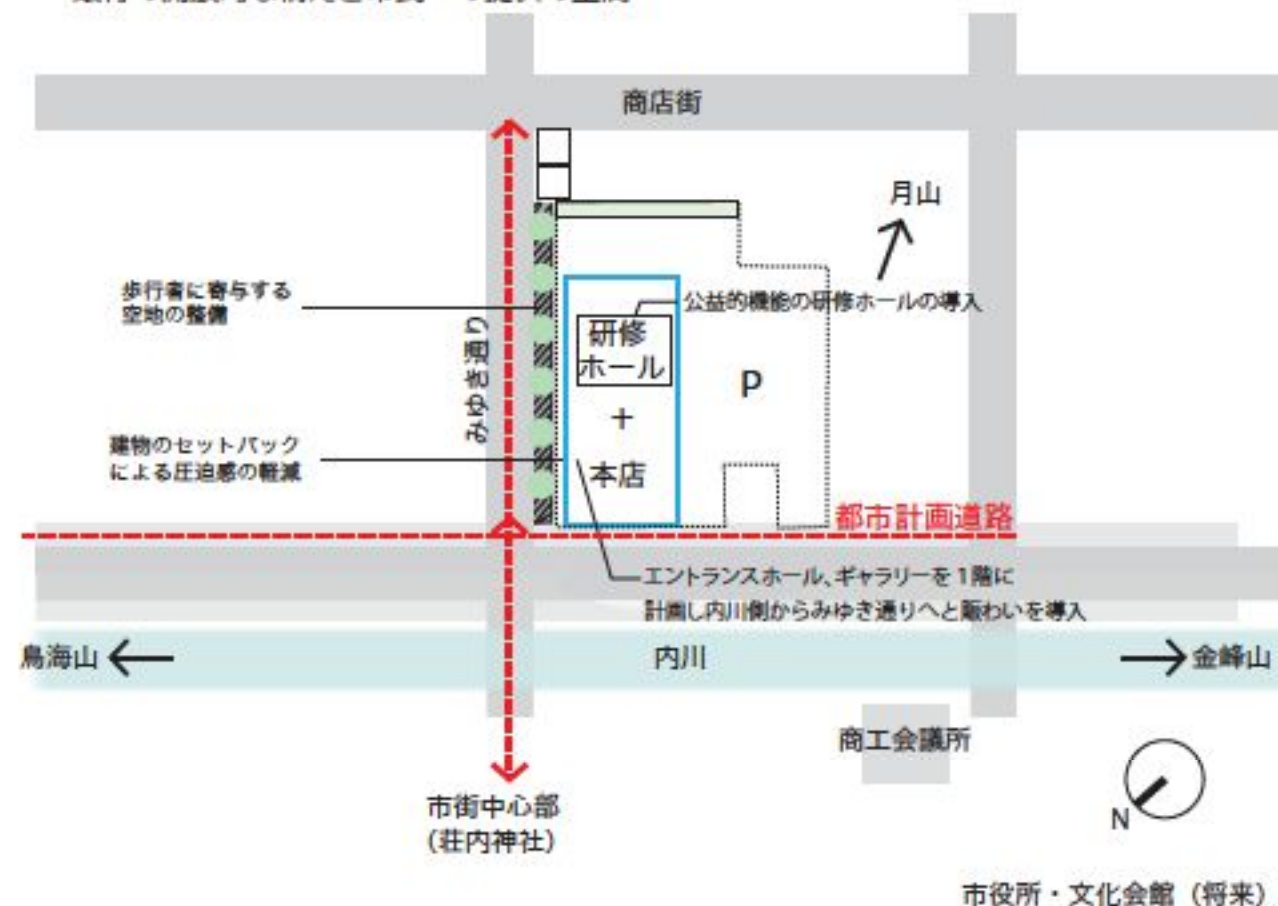 商店街
月山
歩行者に寄与する
空地の整備
公益的機能の研修ホールの導入
研修
ホール
みゆき通り
P
+
建物のセットバック
による圧迫感の軽減
本店
都市計画道路
エントランスホール、ギャラリーを1階に
計画し内川側からみゆき通りへと賑わいを導入
鳥海山
内川
金峰山
商工会議所
市街中心部
(荘内神社)
N
市役所・文化会館(将来)